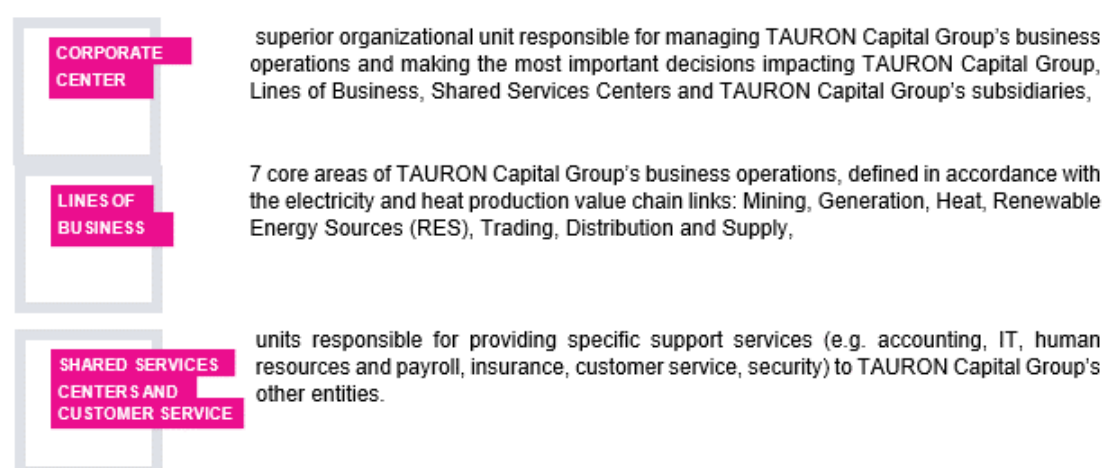 CORPORATE
CENTER
superior organizational unit responsible for managing TAURON Capital Group's business
operations and making the most important decisions impacting TAURON Capital Group,
Lines of Business, Shared Services Centers and TAURON Capital Group's subsidiaries,
LINES OF
BUSINESS
7 core areas of TAURON Capital Group's business operations, defined in accordance with
the electricity and heat production value chain links: Mining, Generation, Heat, Renewable
Energy Sources (RES), Trading, Distribution and Supply,
SHARED SERVICES
CENTERS AND
CUSTOMER SERVICE
units responsible for providing specific support services (e.g. accounting, IT, human
resources and payroll, insurance, customer service, security) to TAURON Capital Group's
other entities.